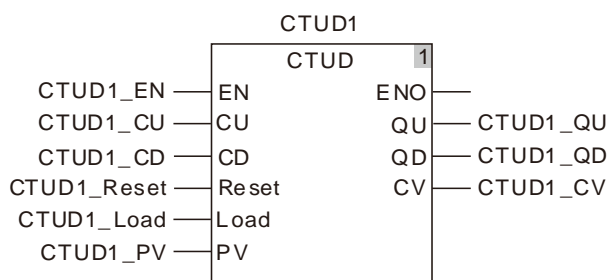 CTUD1
CTUD 1
CTUD1_EN EN ENO
CTUD1_CU CU QU CTUD1_QU
CTUD1_CD CD QD CTUD1_QD
CTUD1_Reset Reset CV CTUD1_CV
CTUD1_Load Load
CTUD1_PV PV